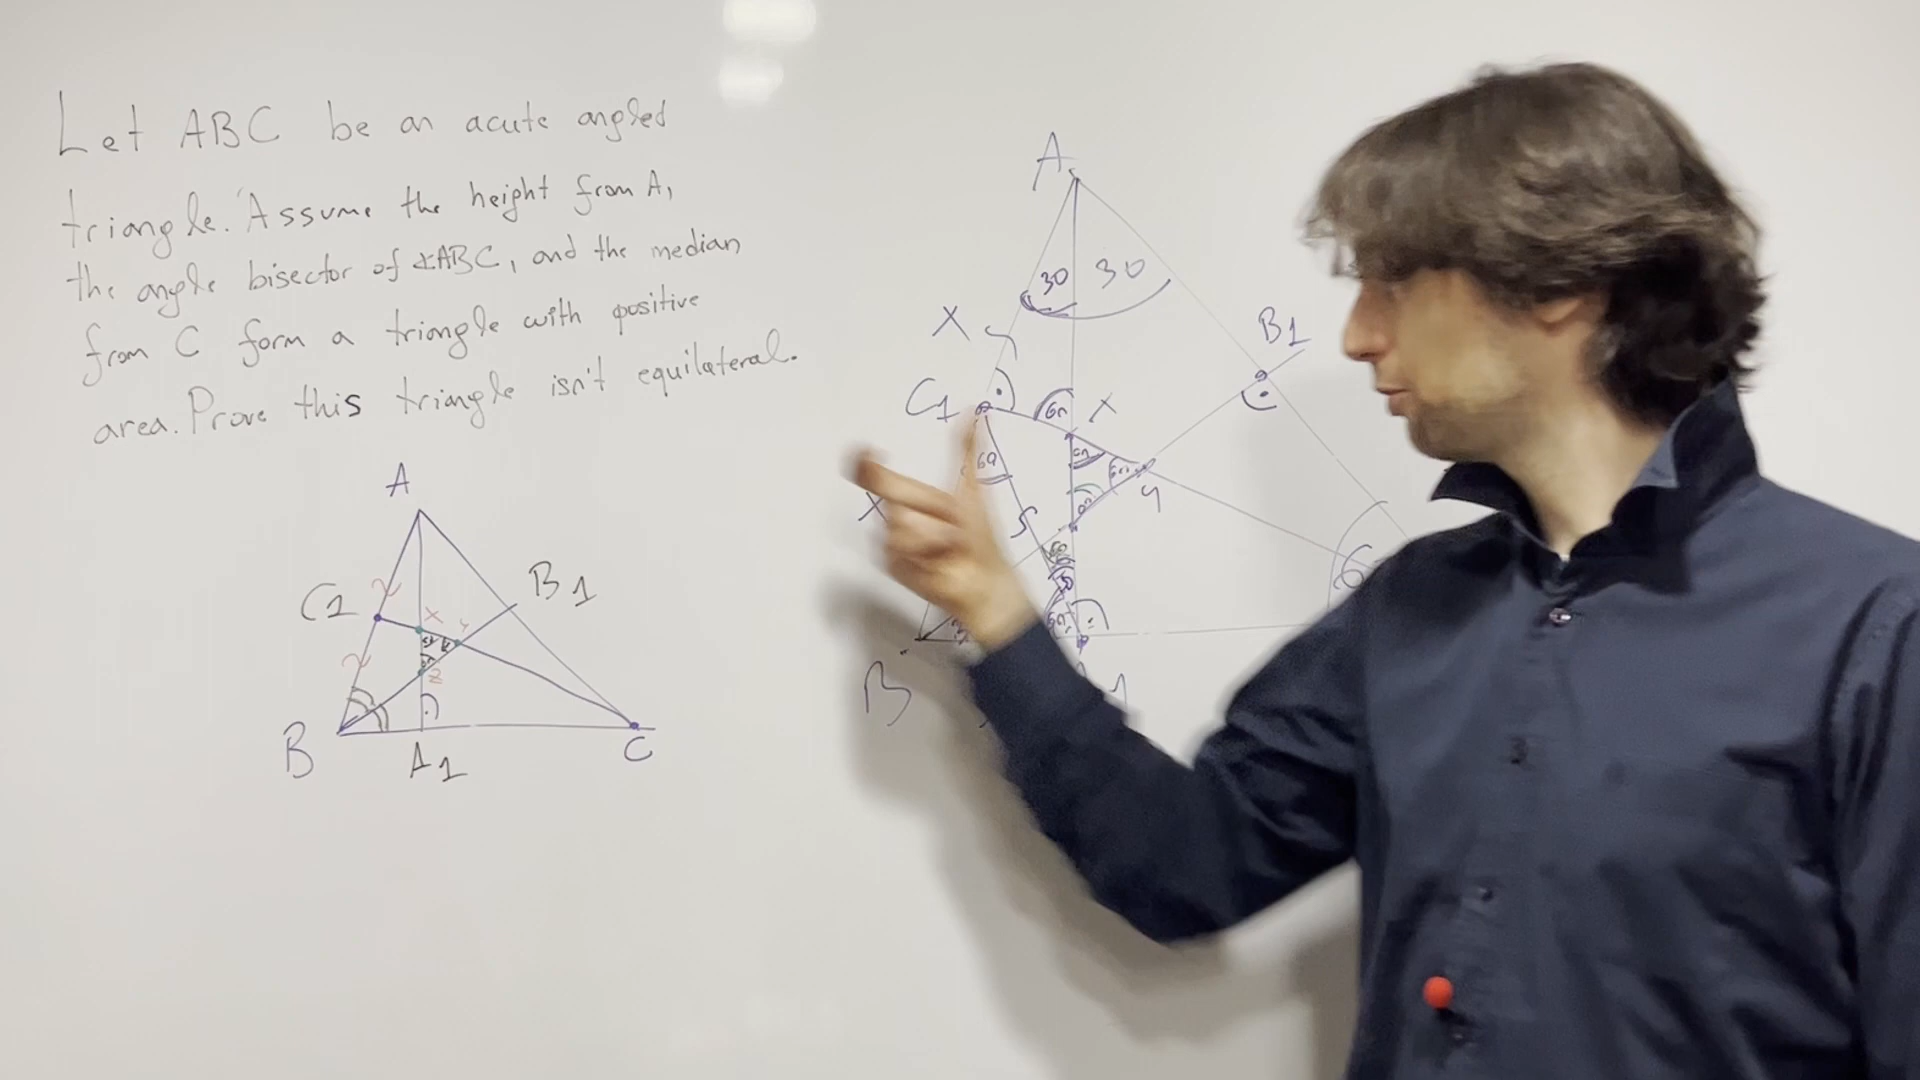 Let ABC be an acute angled
triangle. Assume the height from A,
the angle bisector of ∡ABC, and the median
from C form a triangle with positive
area. Prove this triangle isn't equilateral.
A
C1
B1
X
Y
Z
B
A1
C
A
30
30
X
B1
C1
60
X
60
60
Y
X
60
B